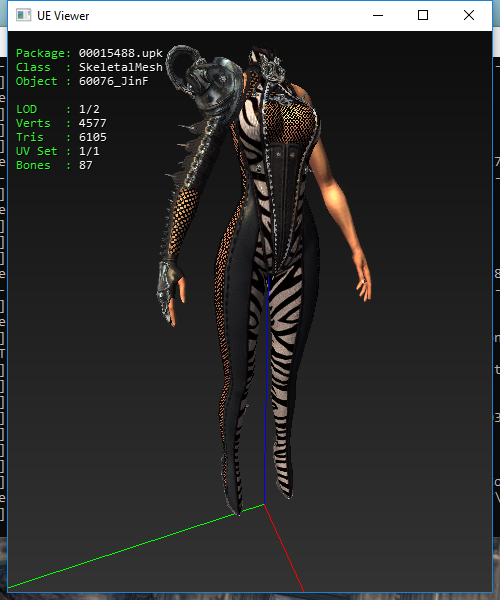 UE Viewer
Package: 00015488.upk
Class : SkeletalMesh
Object : 60076_JinF
LOD : 1/2
Verts : 4577
Tris : 6105
UV Set : 1/1
Bones : 87